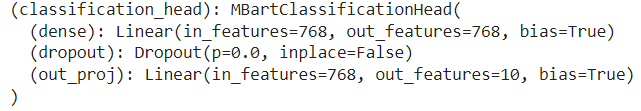 (classification_head): MBartClassificationHead(
(dense): Linear(in_features=768, out_features=768, bias=True)
(dropout): Dropout(p=0.0, inplace=False)
(out_proj): Linear(in_features=768, out_features=10, bias=True)
)